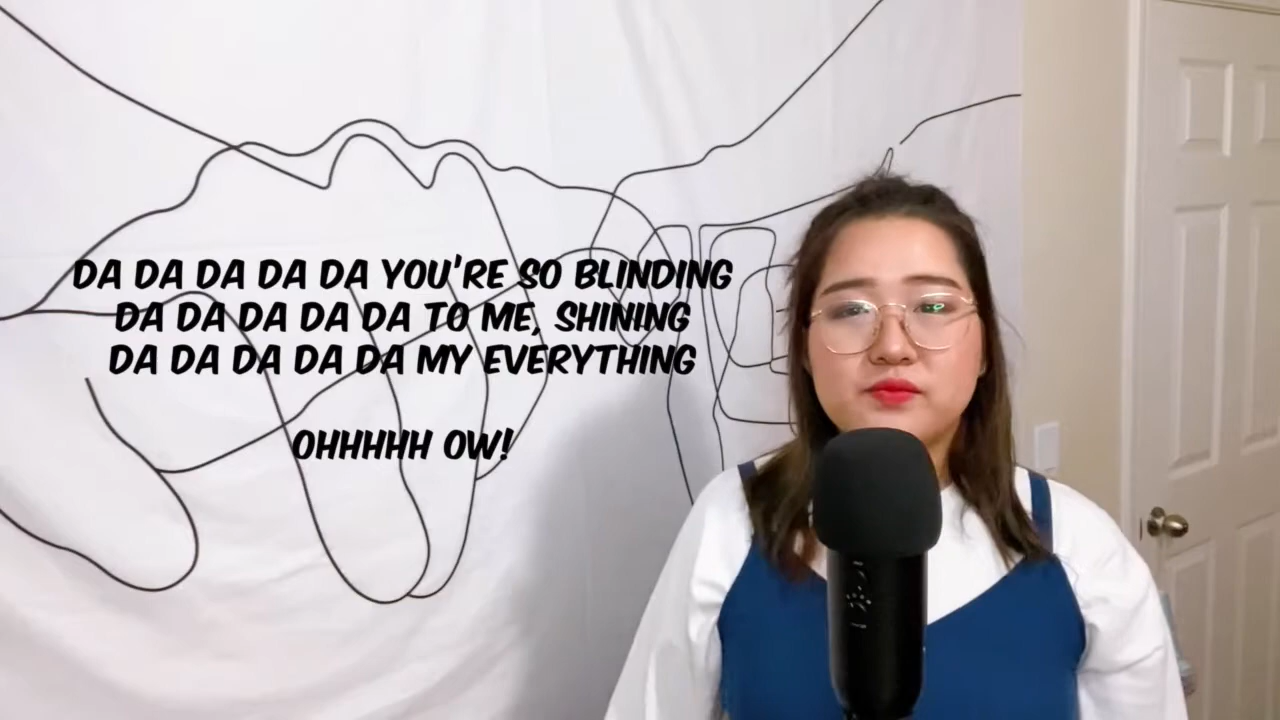 DA DA DA DA DA YOU'RE SO BLINDING
DA DA DA DA DA TO ME, SHINING
DA DA DA DA DA MY EVERYTHING
OHHHHH OW!